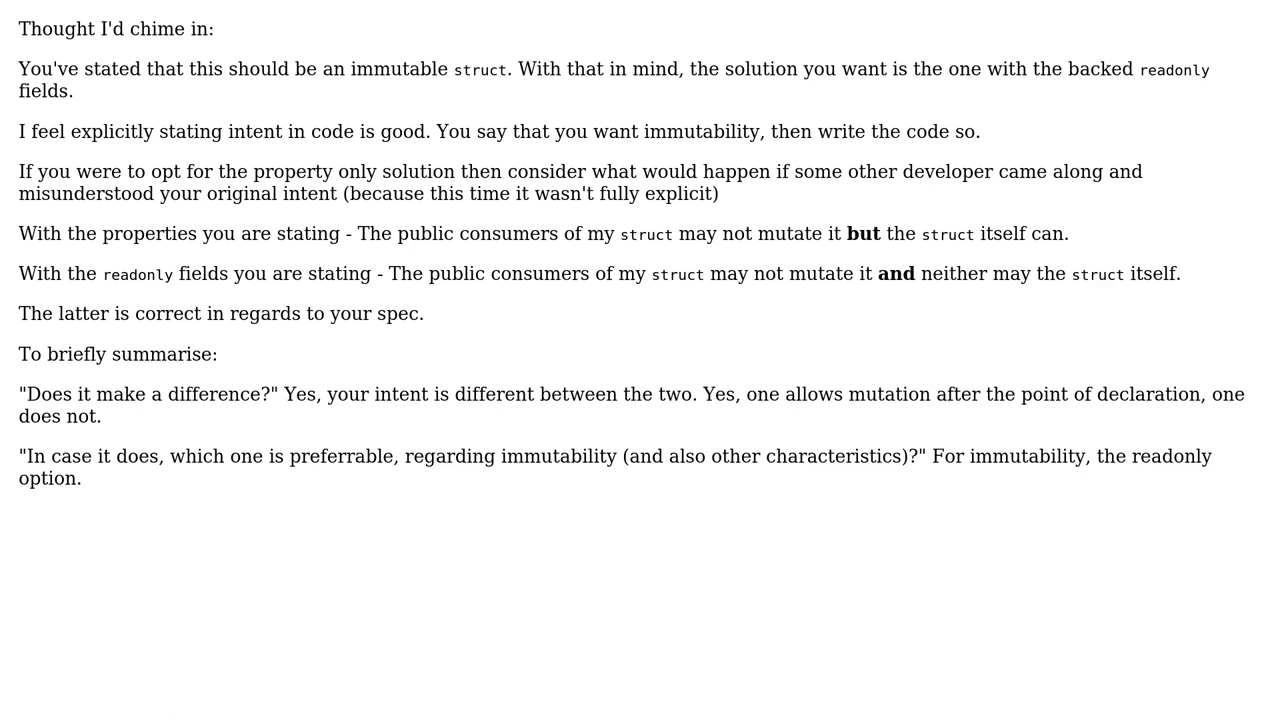 Thought I'd chime in:
You've stated that this should be an immutable struct. With that in mind, the solution you want is the one with the backed readonly
fields.
I feel explicitly stating intent in code is good. You say that you want immutability, then write the code so.
If you were to opt for the property only solution then consider what would happen if some other developer came along and
misunderstood your original intent (because this time it wasn't fully explicit)
With the properties you are stating - The public consumers of my struct may not mutate it but the struct itself can.
With the readonly fields you are stating - The public consumers of my struct may not mutate it and neither may the struct itself.
The latter is correct in regards to your spec.
To briefly summarise:
"Does it make a difference?" Yes, your intent is different between the two. Yes, one allows mutation after the point of declaration, one
does not.
"In case it does, which one is preferrable, regarding immutability (and also other characteristics)?" For immutability, the readonly
option.